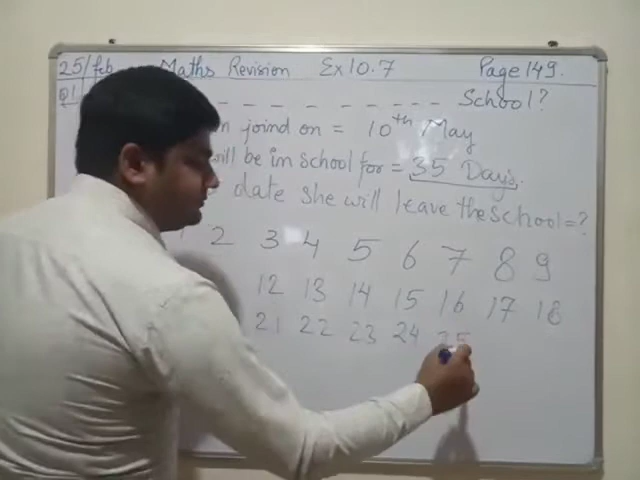 25/feb Maths Revision Ex 10.7 Page 149.
Q1 _ _ _ _ _ _ _ _ _ _ School?
joind on = 10th May
will be in school for = 35 Days.
date she will leave the school = ?
2 3 4 5 6 7 8 9
12 13 14 15 16 17 18
21 22 23 24 25